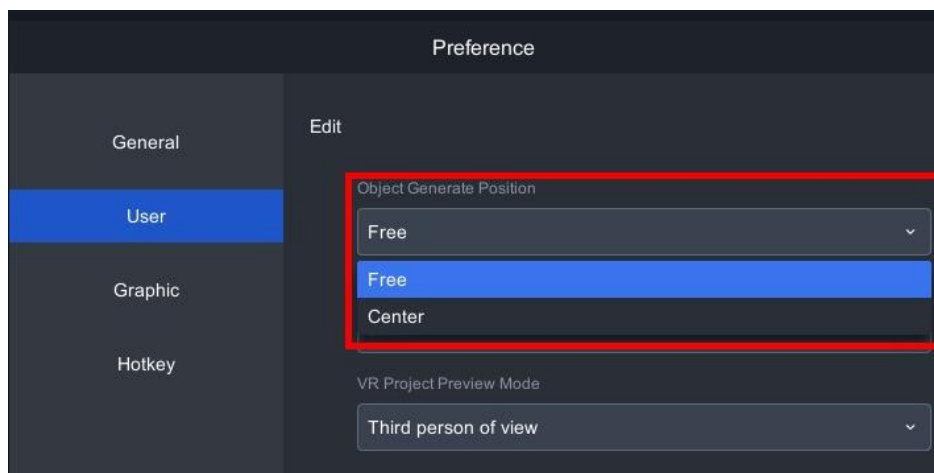 Preference
General
User
Graphic
Hotkey
Edit
Object Generate Position
Free
Free
Center
VR Project Preview Mode
Third person of view